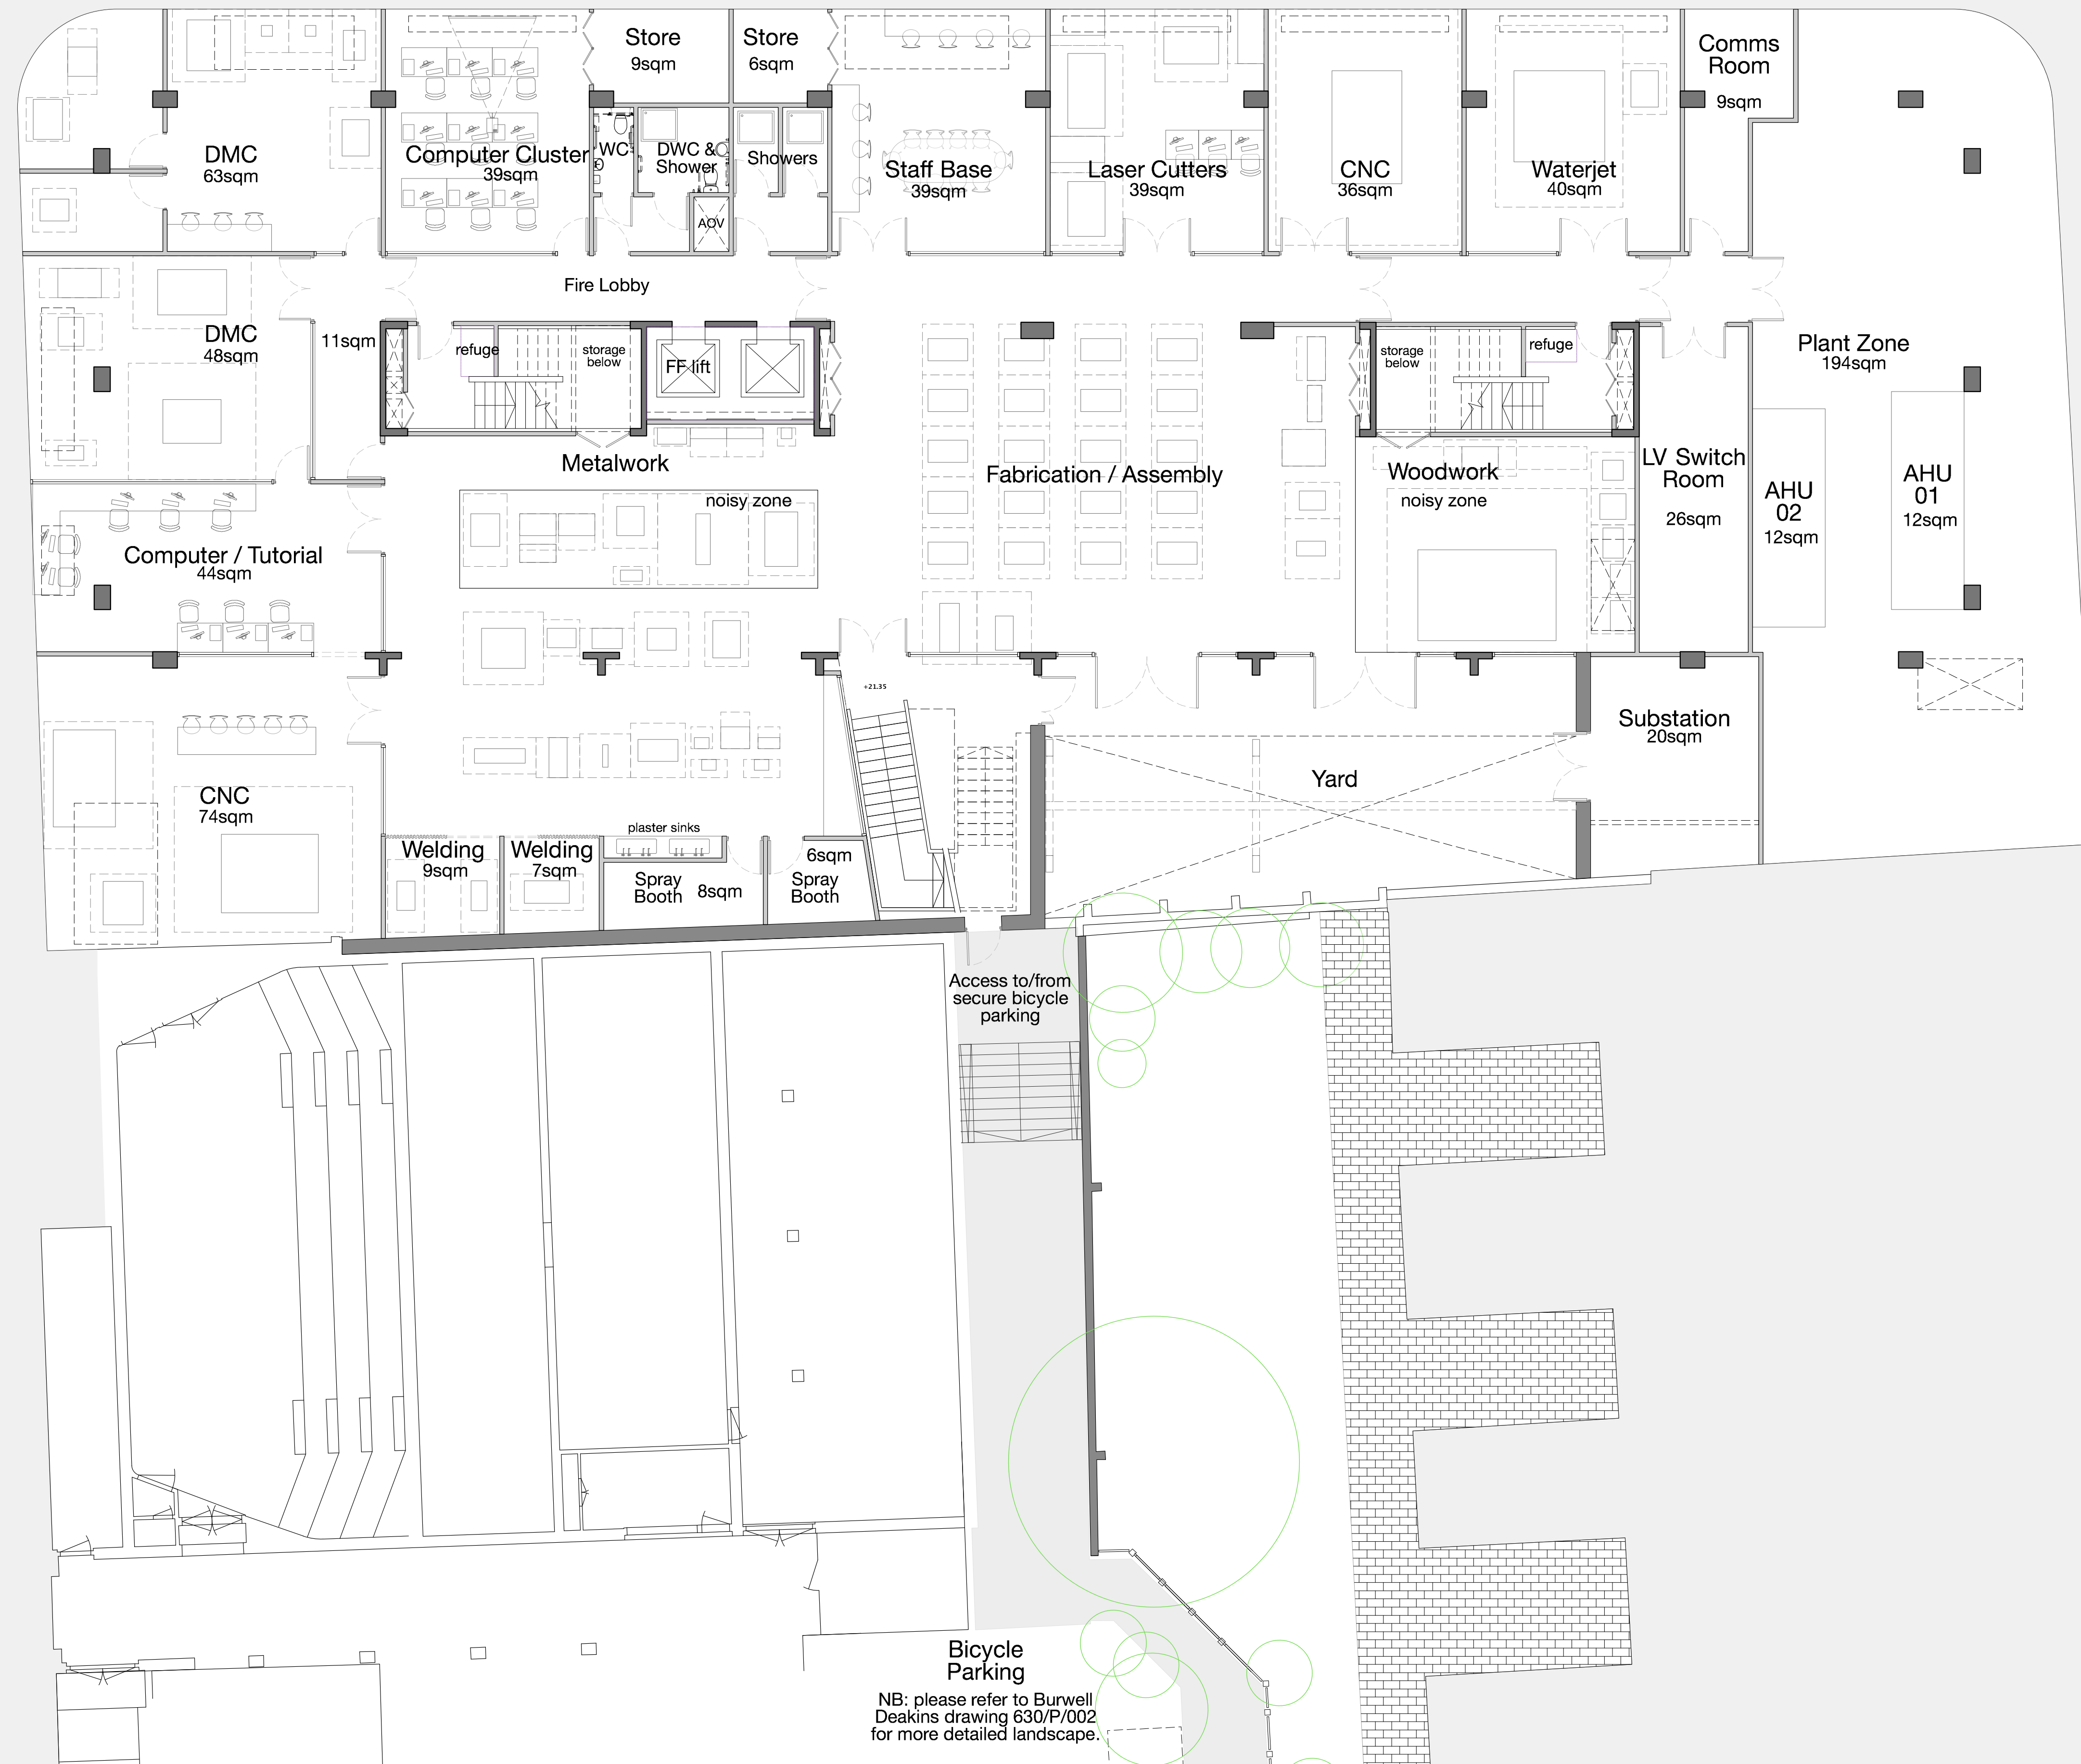 Store
9sqm
Store
6sqm
Comms
Room
9sqm
DMC
63sqm
Computer Cluster
39sqm
WC
DWC &
Shower
Showers
AOV
Staff Base
39sqm
Laser Cutters
39sqm
CNC
36sqm
Waterjet
40sqm
Fire Lobby
DMC
48sqm
11sqm
refuge
storage
below
FF lift
storage
below
refuge
Plant Zone
194sqm
Metalwork
noisy zone
Fabrication / Assembly
Woodwork
noisy zone
LV Switch
Room
26sqm
AHU
02
12sqm
AHU
01
12sqm
Computer / Tutorial
44sqm
+21.35
Substation
20sqm
Yard
CNC
74sqm
plaster sinks
Welding
9sqm
Welding
7sqm
Spray
Booth
8sqm
6sqm
Spray
Booth
Access to/from
secure bicycle
parking
Bicycle
Parking
NB: please refer to Burwell
Deakins drawing 630/P/002
for more detailed landscape.